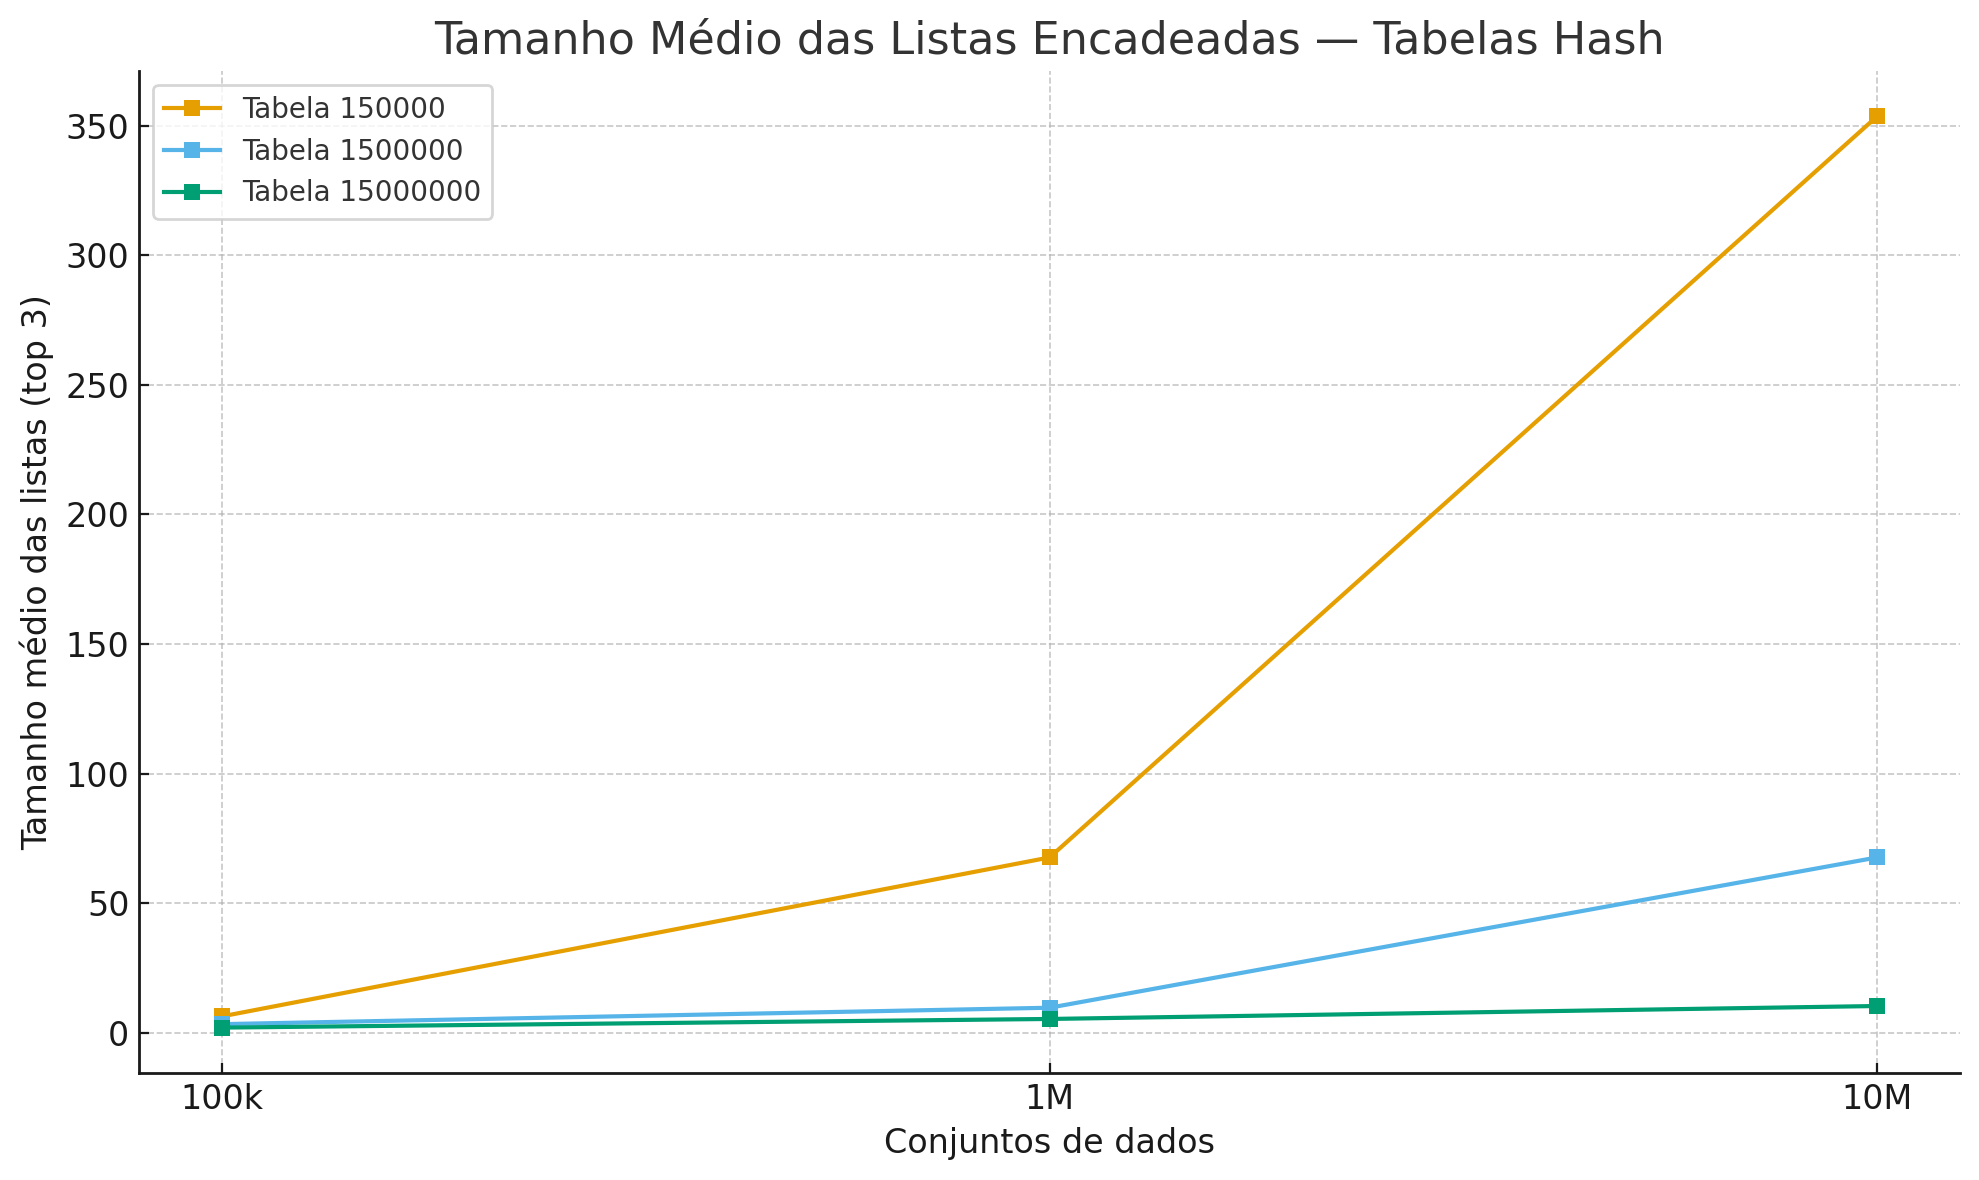 Tamanho Médio das Listas Encadeadas — Tabelas Hash
Tabela 150000
Tabela 1500000
Tabela 15000000
Tamanho médio das listas (top 3)
350
300
250
200
150
100
50
0
100k
1M
10M
Conjuntos de dados